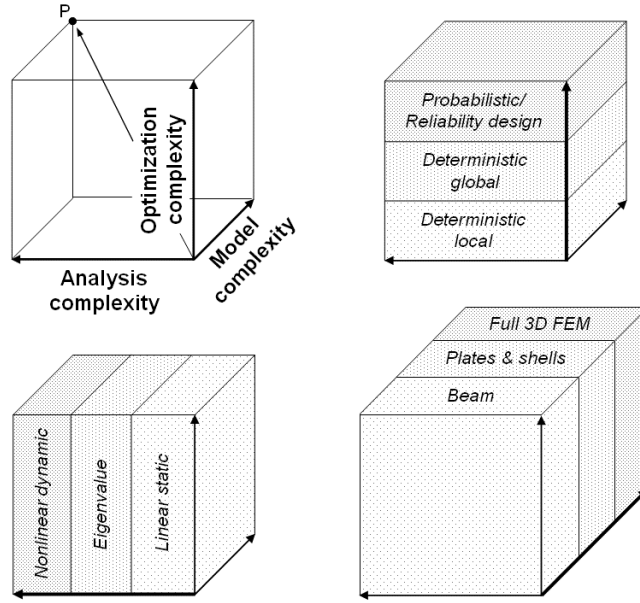 P
Optimization
complexity
Model
complexity
Analysis
complexity
Probabilistic/
Reliability design
Deterministic
global
Deterministic
local
Nonlinear dynamic
Eigenvalue
Linear static
Full 3D FEM
Plates & shells
Beam